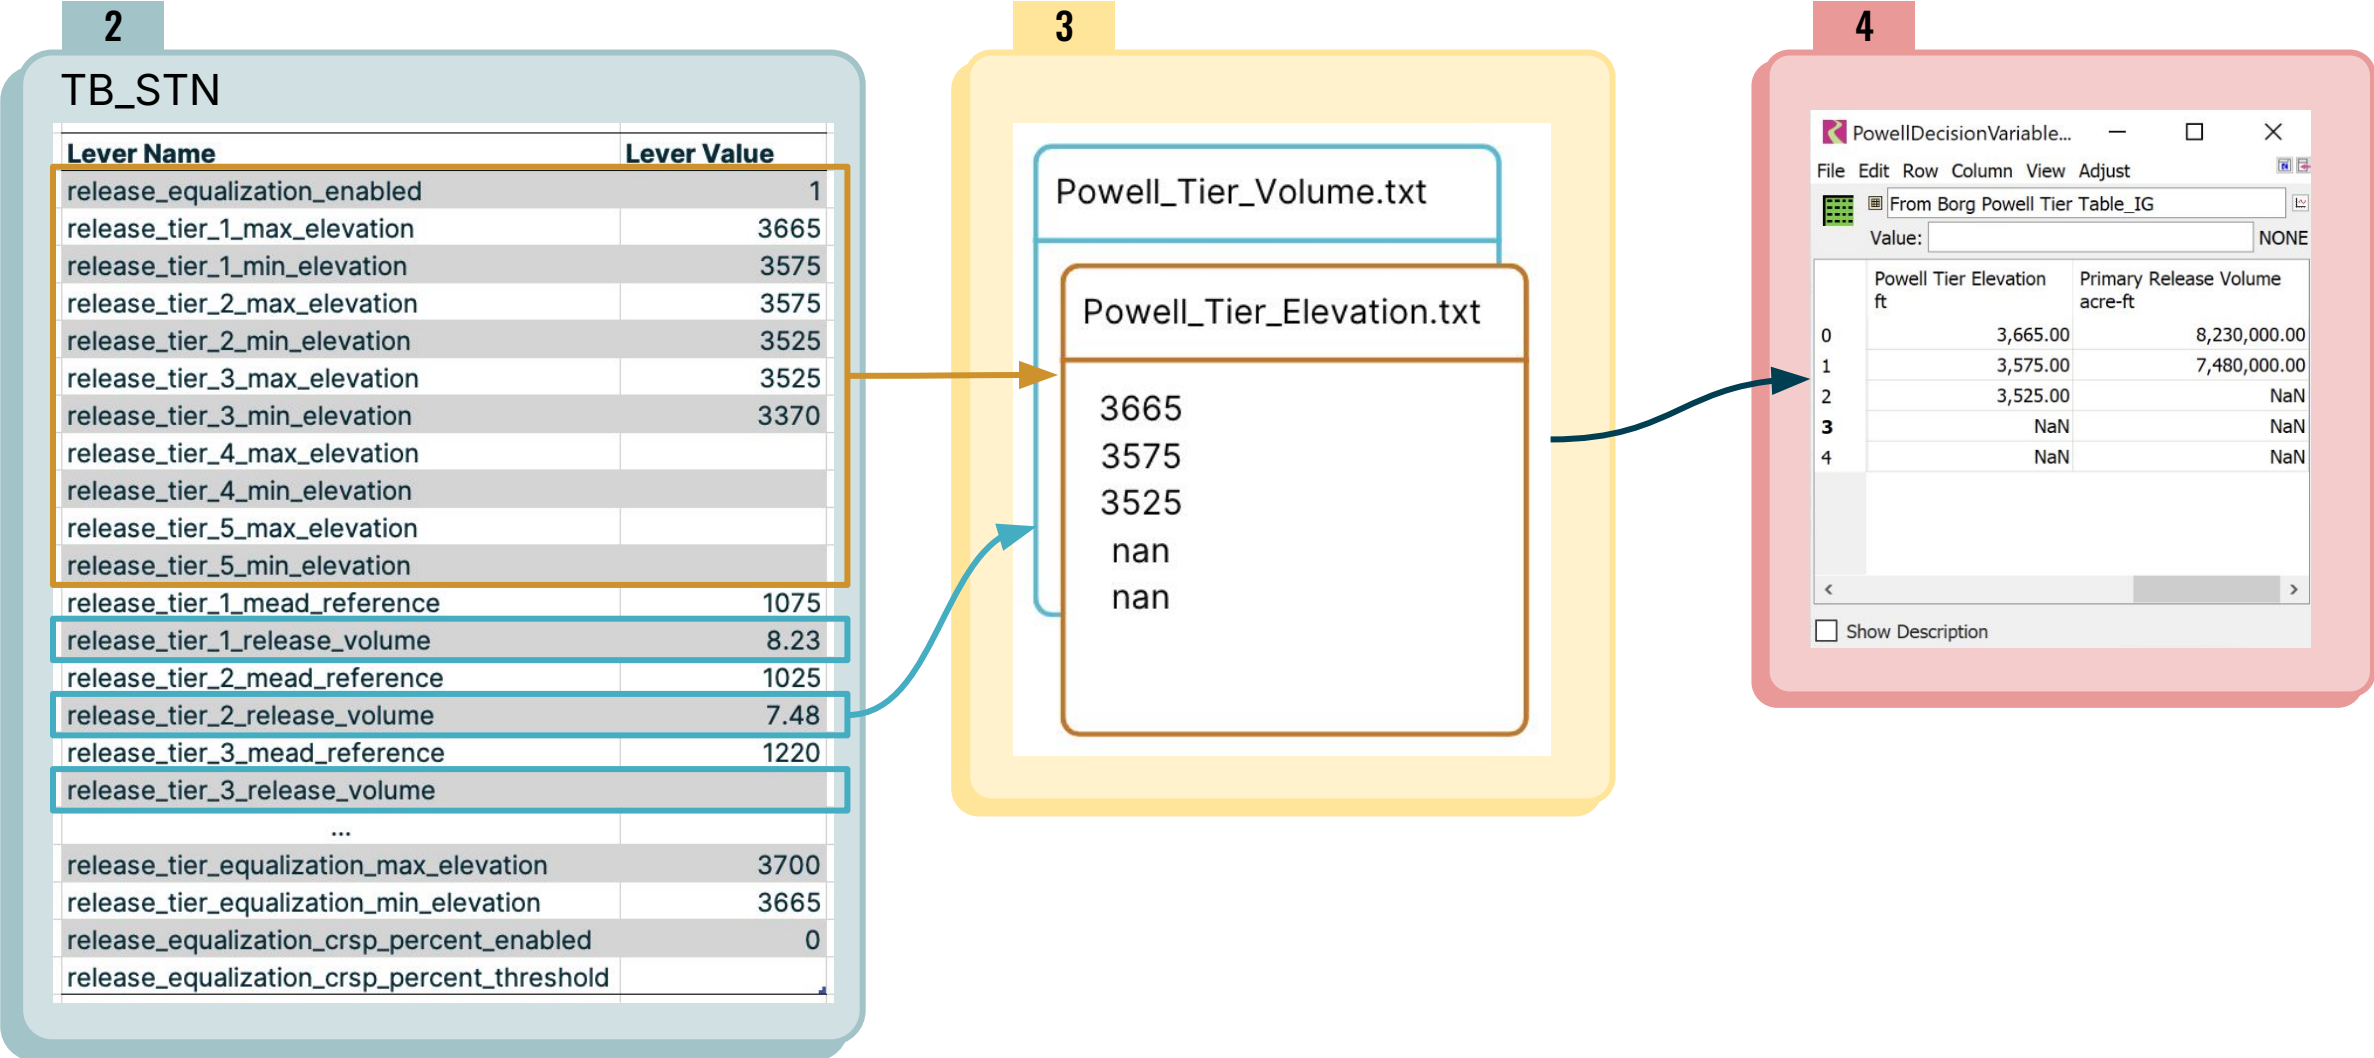 2
TB_STN
Lever Name Lever Value
release_equalization_enabled 1
release_tier_1_max_elevation 3665
release_tier_1_min_elevation 3575
release_tier_2_max_elevation 3575
release_tier_2_min_elevation 3525
release_tier_3_max_elevation 3525
release_tier_3_min_elevation 3370
release_tier_4_max_elevation
release_tier_4_min_elevation
release_tier_5_max_elevation
release_tier_5_min_elevation
release_tier_1_mead_reference 1075
release_tier_1_release_volume 8.23
release_tier_2_mead_reference 1025
release_tier_2_release_volume 7.48
release_tier_3_mead_reference 1220
release_tier_3_release_volume
...
release_tier_equalization_max_elevation 3700
release_tier_equalization_min_elevation 3665
release_equalization_crsp_percent_enabled 0
release_equalization_crsp_percent_threshold
3
Powell_Tier_Volume.txt
Powell_Tier_Elevation.txt
3665
3575
3525
nan
nan
4
PowellDecisionVariable...
File Edit Row Column View Adjust
From Borg Powell Tier Table_IG
Value: NONE
Powell Tier Elevation Primary Release Volume
ft acre-ft
0 3,665.00 8,230,000.00
1 3,575.00 7,480,000.00
2 3,525.00 NaN
3 NaN NaN
4 NaN NaN
Show Description